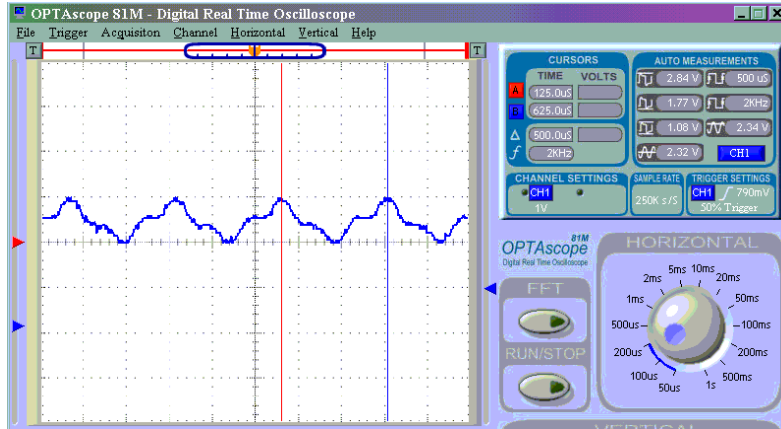 OPTAscope 81M - Digital Real Time Oscilloscope
File Trigger Acquisiton Channel Horizontal Vertical Help
T T
CURSORS
TIME VOLTS
A 125.0uS
B 625.0uS
Δ 500.0uS
f 2KHz
AUTO MEASUREMENTS
2.84 V 500 uS
1.77 V 2KHz
1.08 V 2.34 V
2.32 V CH1
CHANNEL SETTINGS
CH1
1V
SAMPLE RATE
250K s/S
TRIGGER SETTINGS
CH1 790mV
50% Trigger
81M
OPTAscope
Digital Real Time Oscilloscope
FFT
RUN/STOP
HORIZONTAL
5ms 10ms
2ms 20ms
1ms 50ms
500us 100ms
200us 200ms
100us 500ms
50us 1s
VERTICAL